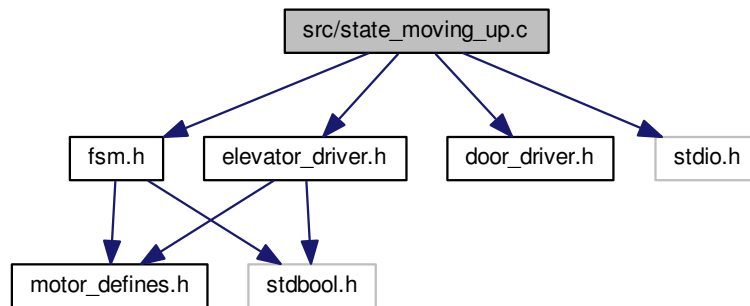 src/state_moving_up.c
fsm.h
elevator_driver.h
door_driver.h
stdio.h
motor_defines.h
stdbool.h